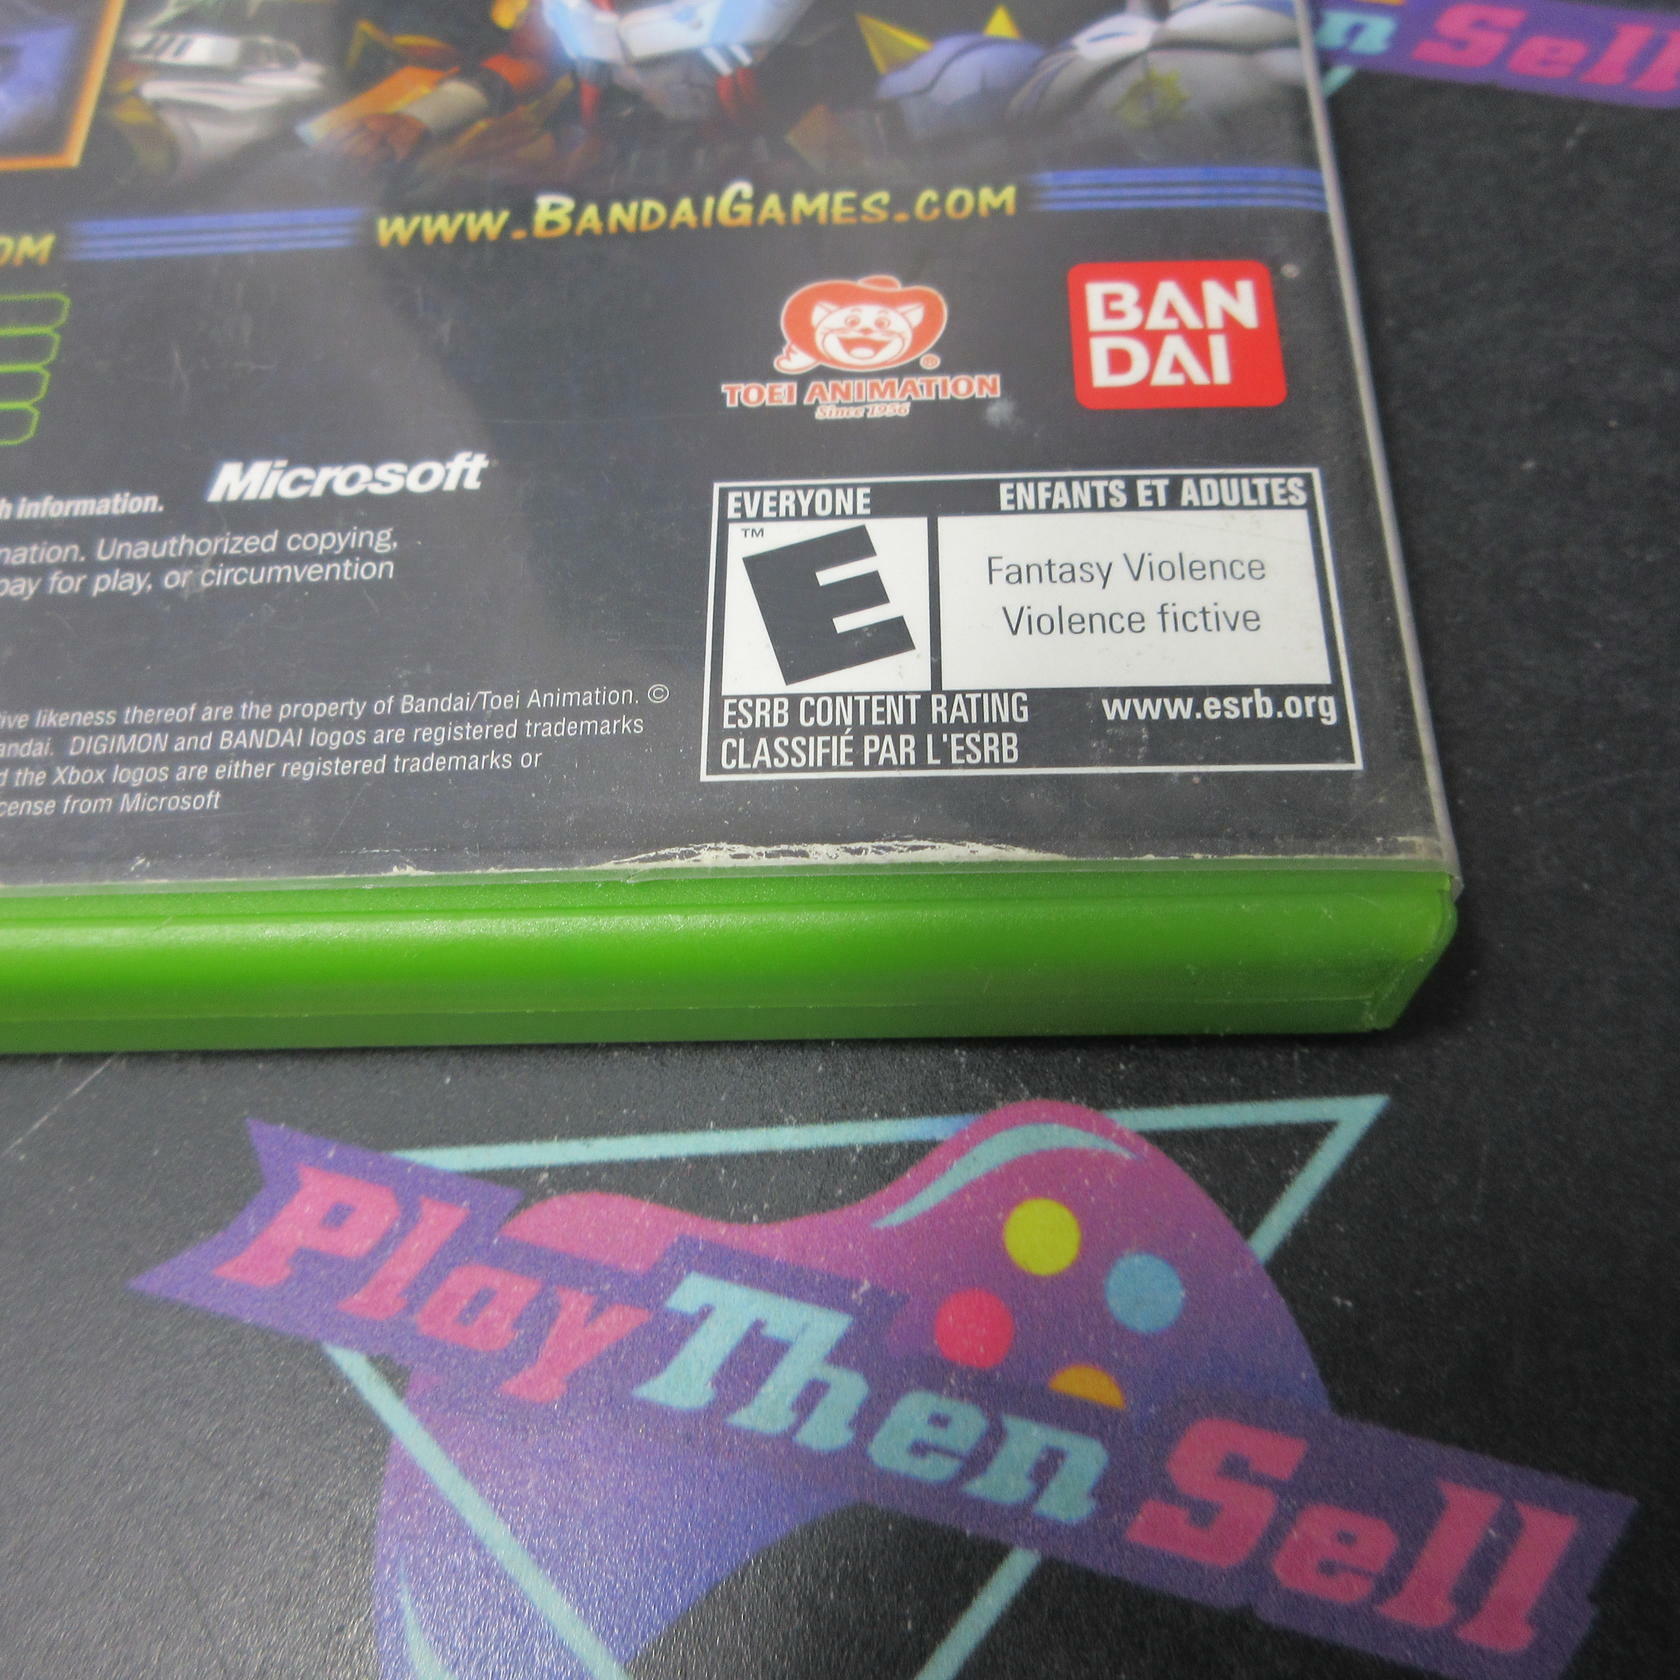 n Sell
www.BandaiGames.com
OM
TOEI ANIMATION
Since 1956
®
BAN
DAI
Microsoft
h information.
nation. Unauthorized copying,
pay for play, or circumvention
EVERYONE
ENFANTS ET ADULTES
™
E
Fantasy Violence
Violence fictive
ESRB CONTENT RATING
www.esrb.org
CLASSIFIÉ PAR L'ESRB
ive likeness thereof are the property of Bandai/Toei Animation. ©
andai. DIGIMON and BANDAI logos are registered trademarks
d the Xbox logos are either registered trademarks or
cense from Microsoft
Play Then Sell